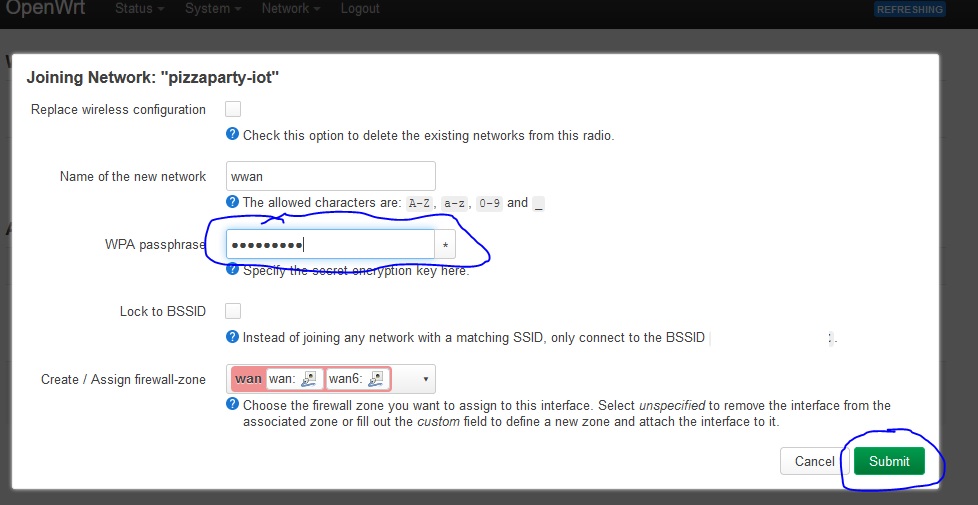 OpenWrt Status System Network Logout REFRESHING
Joining Network: "pizzaparty-iot"
Replace wireless configuration
Check this option to delete the existing networks from this radio.
Name of the new network wwan
The allowed characters are: A-Z, a-z, 0-9 and _
WPA passphrase ●●●●●●●●● *
Specify the secret encryption key here.
Lock to BSSID
Instead of joining any network with a matching SSID, only connect to the BSSID
Create / Assign firewall-zone wan wan: wan6:
Choose the firewall zone you want to assign to this interface. Select unspecified to remove the interface from the
associated zone or fill out the custom field to define a new zone and attach the interface to it.
Cancel Submit